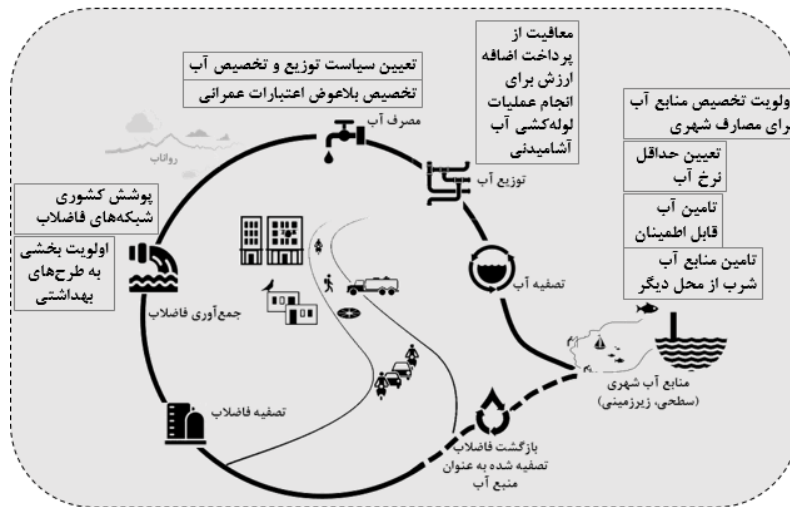 معافیت از
پرداخت اضافه
ارزش برای
انجام عملیات
لوله‌کشی آب
آشامیدنی
تعیین سیاست توزیع و تخصیص آب
تخصیص بلاعوض اعتبارات عمرانی
ولویت تخصیص منابع آب
رای مصارف شهری
تعیین حداقل
نرخ آب
تامین آب
قابل اطمینان
تامین منابع آب
شرب از محل دیگر
مصرف آب
رواناب
توزیع آب
پوشش کشوری
شبکه‌های فاضلاب
اولویت بخشی
به طرح‌های
بهداشتی
تصفیه آب
جمع‌آوری فاضلاب
منابع آب شهری
(سطحی، زیرزمینی)
تصفیه فاضلاب
بازگشت فاضلاب
تصفیه شده به عنوان
منبع آب